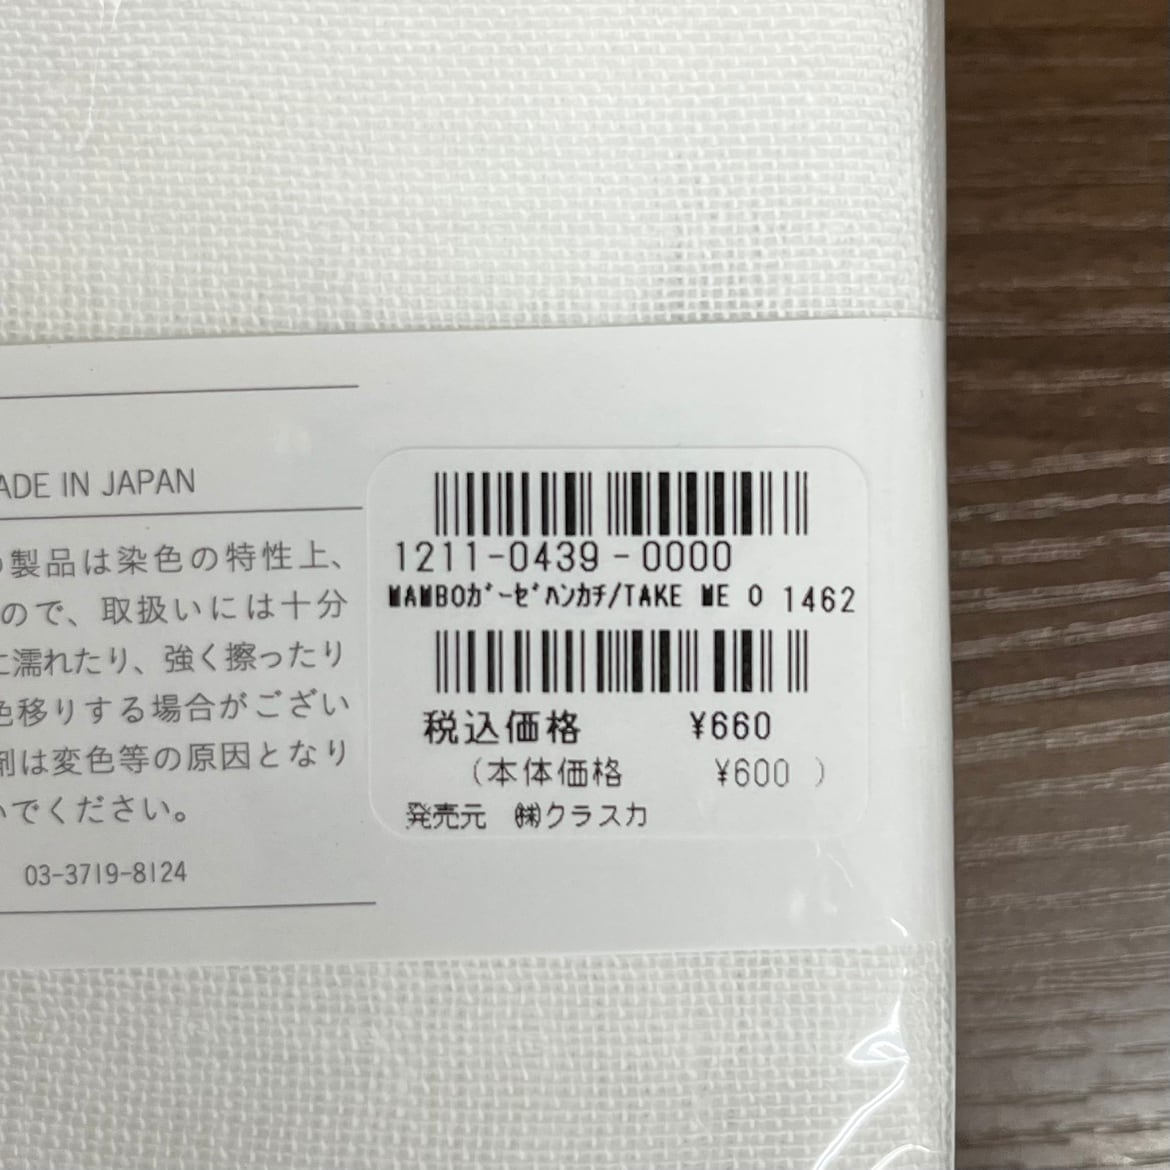 ADE IN JAPAN
製品は染色の特性上、
ので、取扱いには十分
に濡れたり、強く擦ったり
色移りする場合がござい
剤は変色等の原因となり
いでください。
03-3719-8124
1211-0439-0000
MAMBOガーゼハンカチ/TAKE ME O 1462
税込価格 ¥660
(本体価格 ¥600 )
発売元 ㈱クラスカ